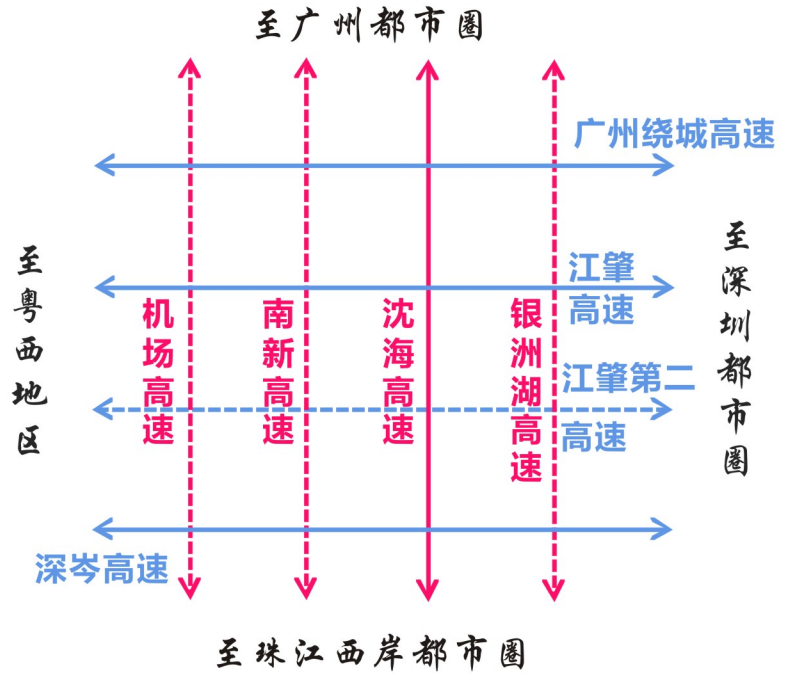 至广州都市圈
广州绕城高速
至粤西地区
江肇
高速
至深圳都市圈
机场高速
南新高速
沈海高速
银洲湖高速
江肇第二
高速
深岑高速
至珠江西岸都市圈